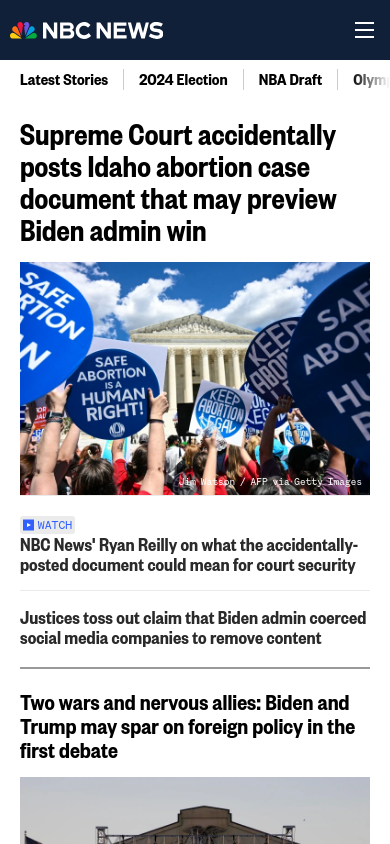 NBC NEWS
Latest Stories
2024 Election
NBA Draft
Supreme Court accidentally
posts Idaho abortion case
document that may preview
Biden admin win
SAFE
ABORTION
SAFE
ABORTION
IS A
HUMAN
RIGHT!
KEEP
ABORTION
LEGAL
KEEP
ABORTION
Jim Watson / AFP via Getty Images
WATCH
NBC News' Ryan Reilly on what the accidentally-
posted document could mean for court security
Justices toss out claim that Biden admin coerced
social media companies to remove content
Two wars and nervous allies: Biden and
Trump may spar on foreign policy in the
first debate